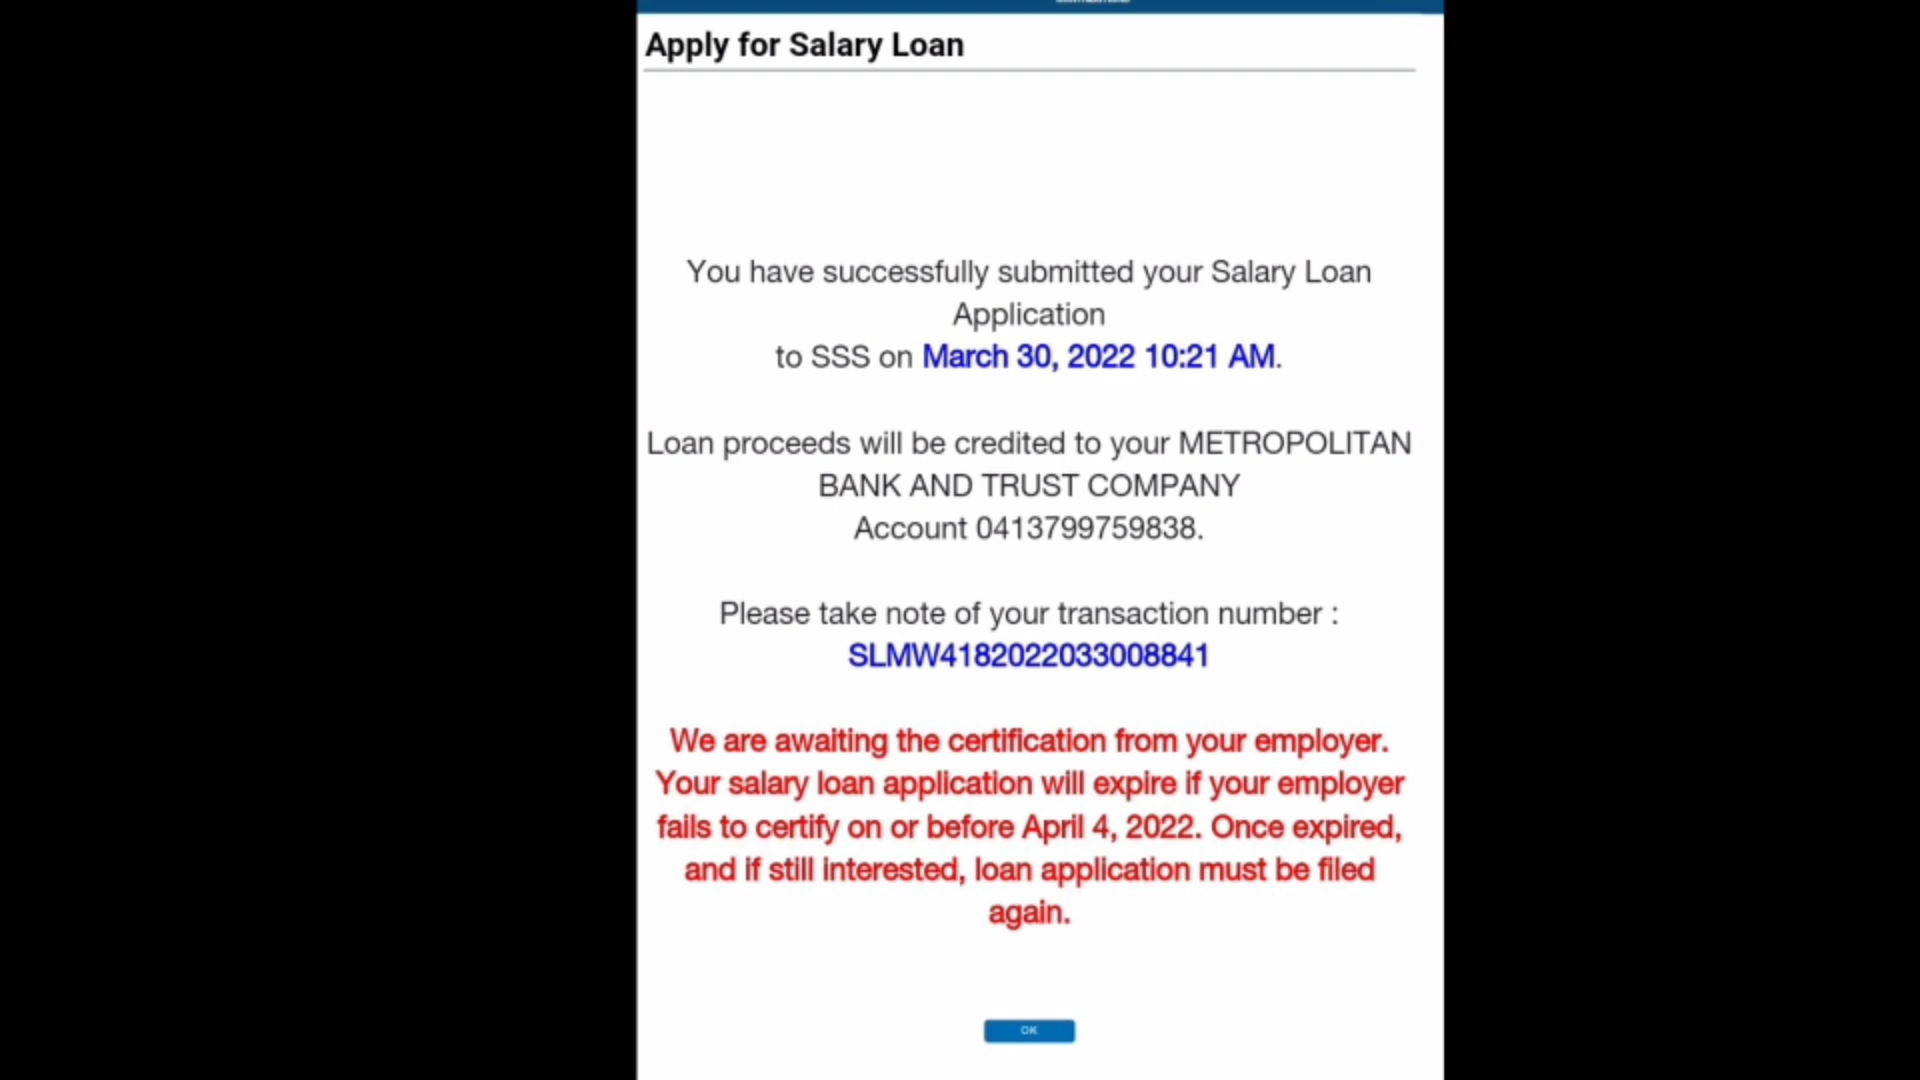 Apply for Salary Loan
You have successfully submitted your Salary Loan
Application
to SSS on March 30, 2022 10:21 AM.
Loan proceeds will be credited to your METROPOLITAN
BANK AND TRUST COMPANY
Account 0413799759838.
Please take note of your transaction number :
SLMW4182022033008841
We are awaiting the certification from your employer.
Your salary loan application will expire if your employer
fails to certify on or before April 4, 2022. Once expired,
and if still interested, loan application must be filed
again.
OK